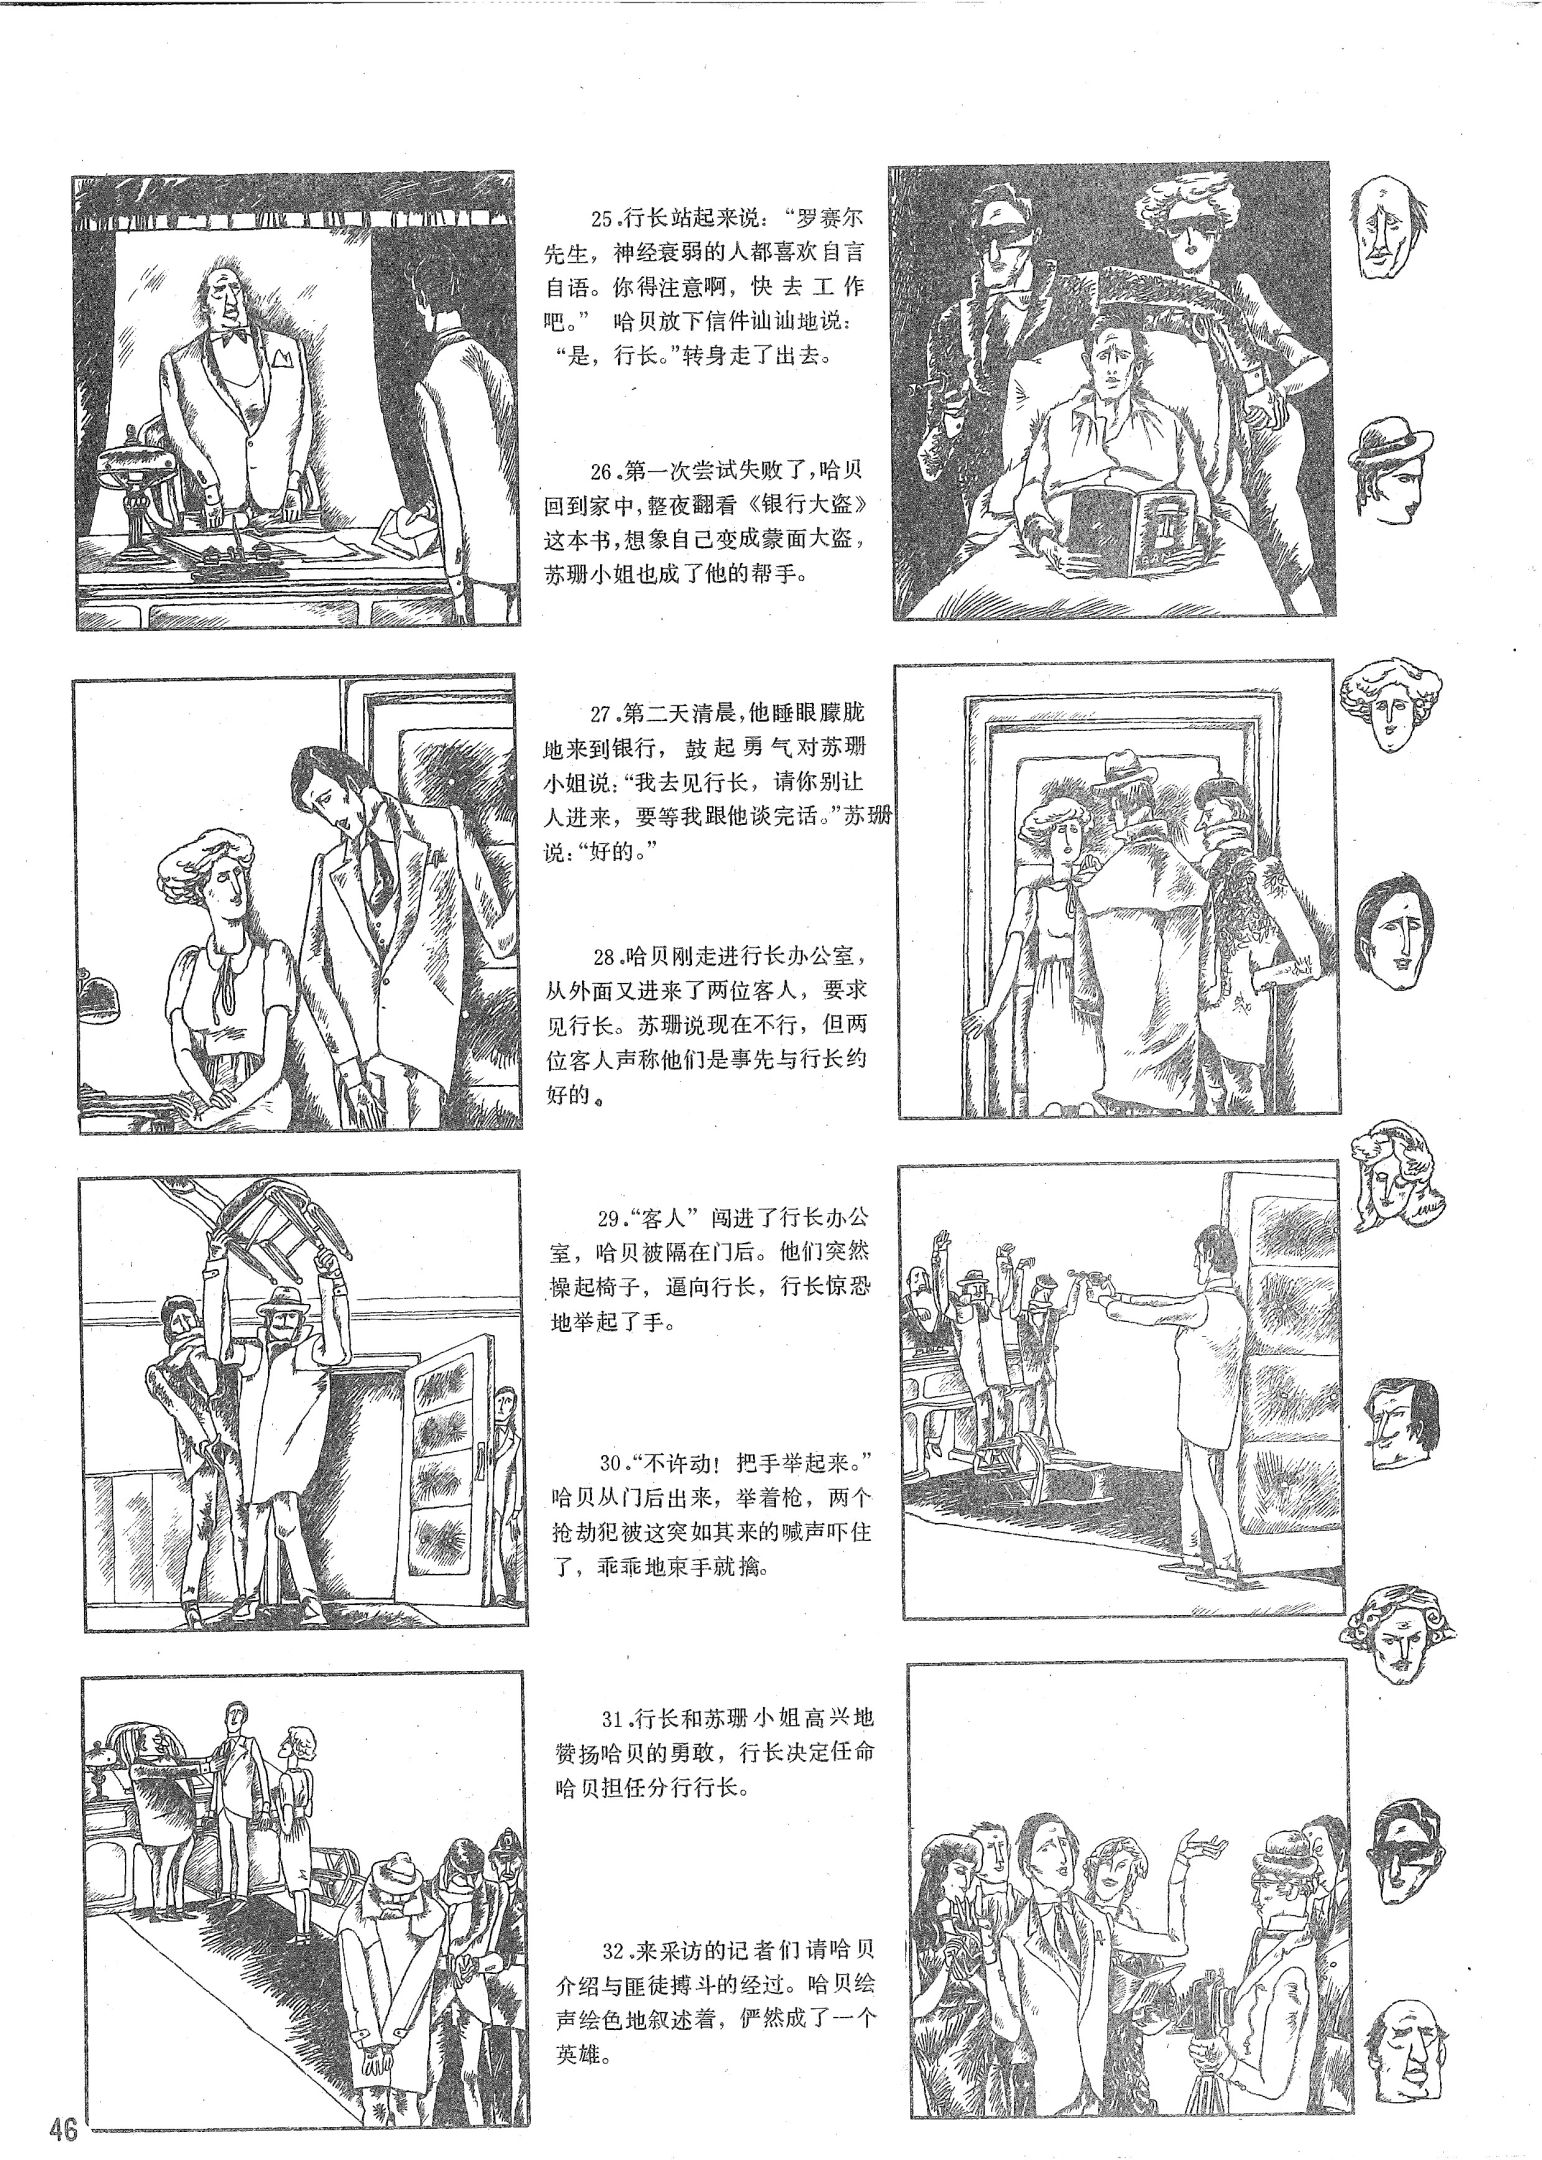 25.行长站起来说：“罗赛尔
先生，神经衰弱的人都喜欢自言
自语。你得注意啊，快去工作
吧。” 哈贝放下信件讪讪地说：
“是，行长。”转身走了出去。
26.第一次尝试失败了，哈贝
回到家中，整夜翻看《银行大盗》
这本书，想象自己变成蒙面大盗，
苏珊小姐也成了他的帮手。
27.第二天清晨，他睡眼朦胧
地来到银行，鼓起勇气对苏珊
小姐说：“我去见行长，请你别让
人进来，要等我跟他谈完话。”苏珊
说：“好的。”
28.哈贝刚走进行长办公室，
从外面又进来了两位客人，要求
见行长。苏珊说现在不行，但两
位客人声称他们是事先与行长约
好的。
29.“客人”闯进了行长办公
室，哈贝被隔在门后。他们突然
操起椅子，逼向行长，行长惊恐
地举起了手。
30.“不许动！把手举起来。”
哈贝从门后出来，举着枪，两个
抢劫犯被这突如其来的喊声吓住
了，乖乖地束手就擒。
31.行长和苏珊小姐高兴地
赞扬哈贝的勇敢，行长决定任命
哈贝担任分行行长。
32.来采访的记者们请哈贝
介绍与匪徒搏斗的经过。哈贝绘
声绘色地叙述着，俨然成了一个
英雄。
46